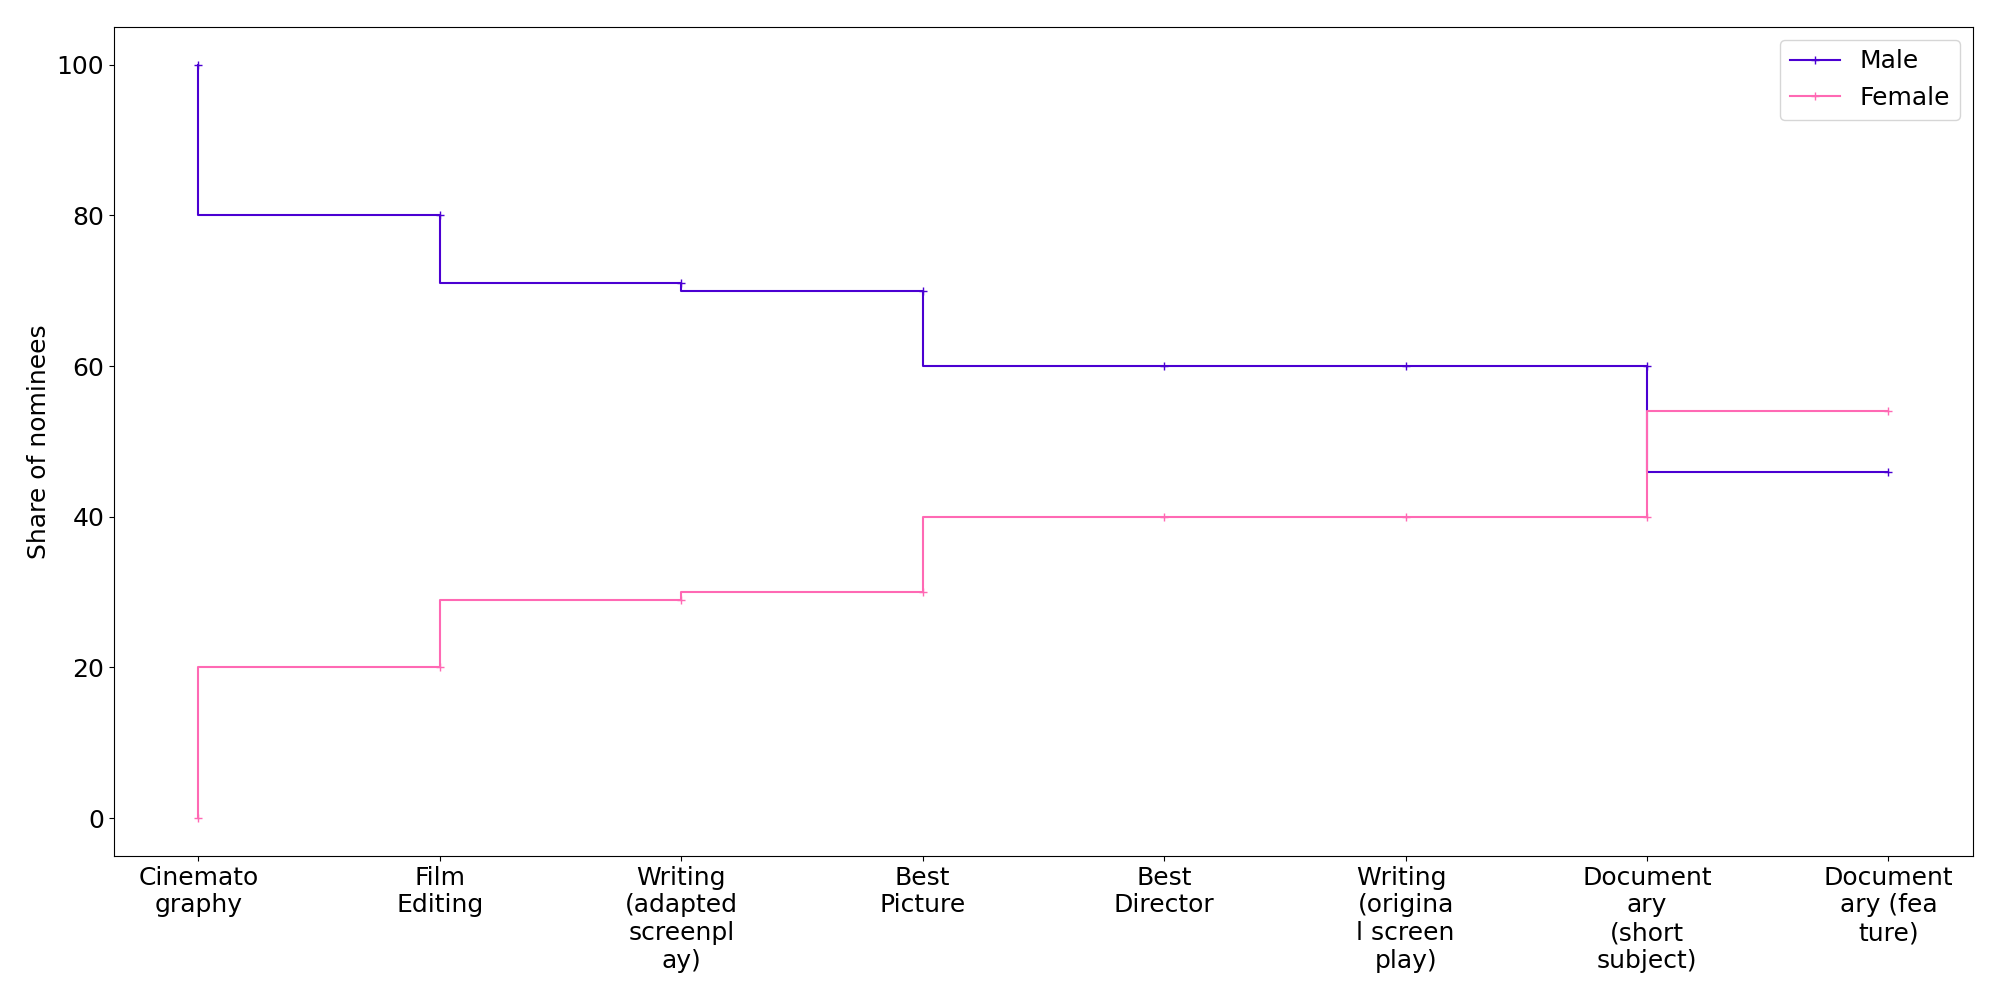 Male
Female
100
80
60
40
20
0
Share of nominees
Cinemato
graphy
Film
Editing
Writing
(adapted
screenpl
ay)
Best
Picture
Best
Director
Writing
(origina
l screen
play)
Document
ary
(short
subject)
Document
ary (fea
ture)